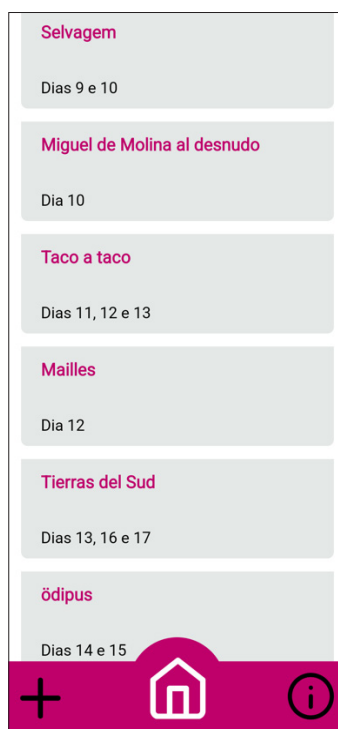 Selvagem
Dias 9 e 10
Miguel de Molina al desnudo
Dia 10
Taco a taco
Dias 11, 12 e 13
Mailles
Dia 12
Tierras del Sud
Dias 13, 16 e 17
ödipus
Dias 14 e 15